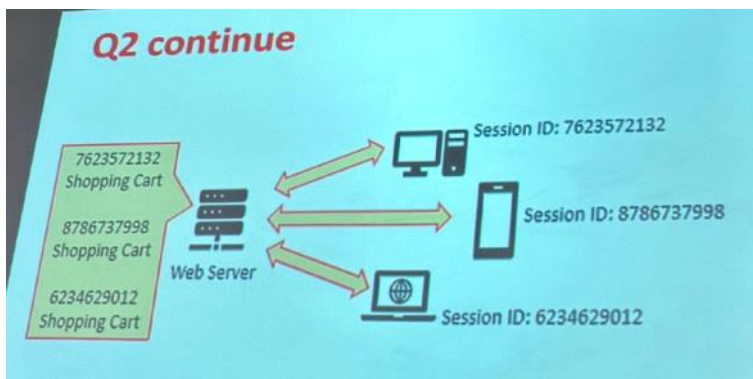 Q2 continue
7623572132
Shopping Cart
8786737998
Shopping Cart
6234629012
Shopping Cart
Web Server
Session ID: 7623572132
Session ID: 8786737998
Session ID: 6234629012